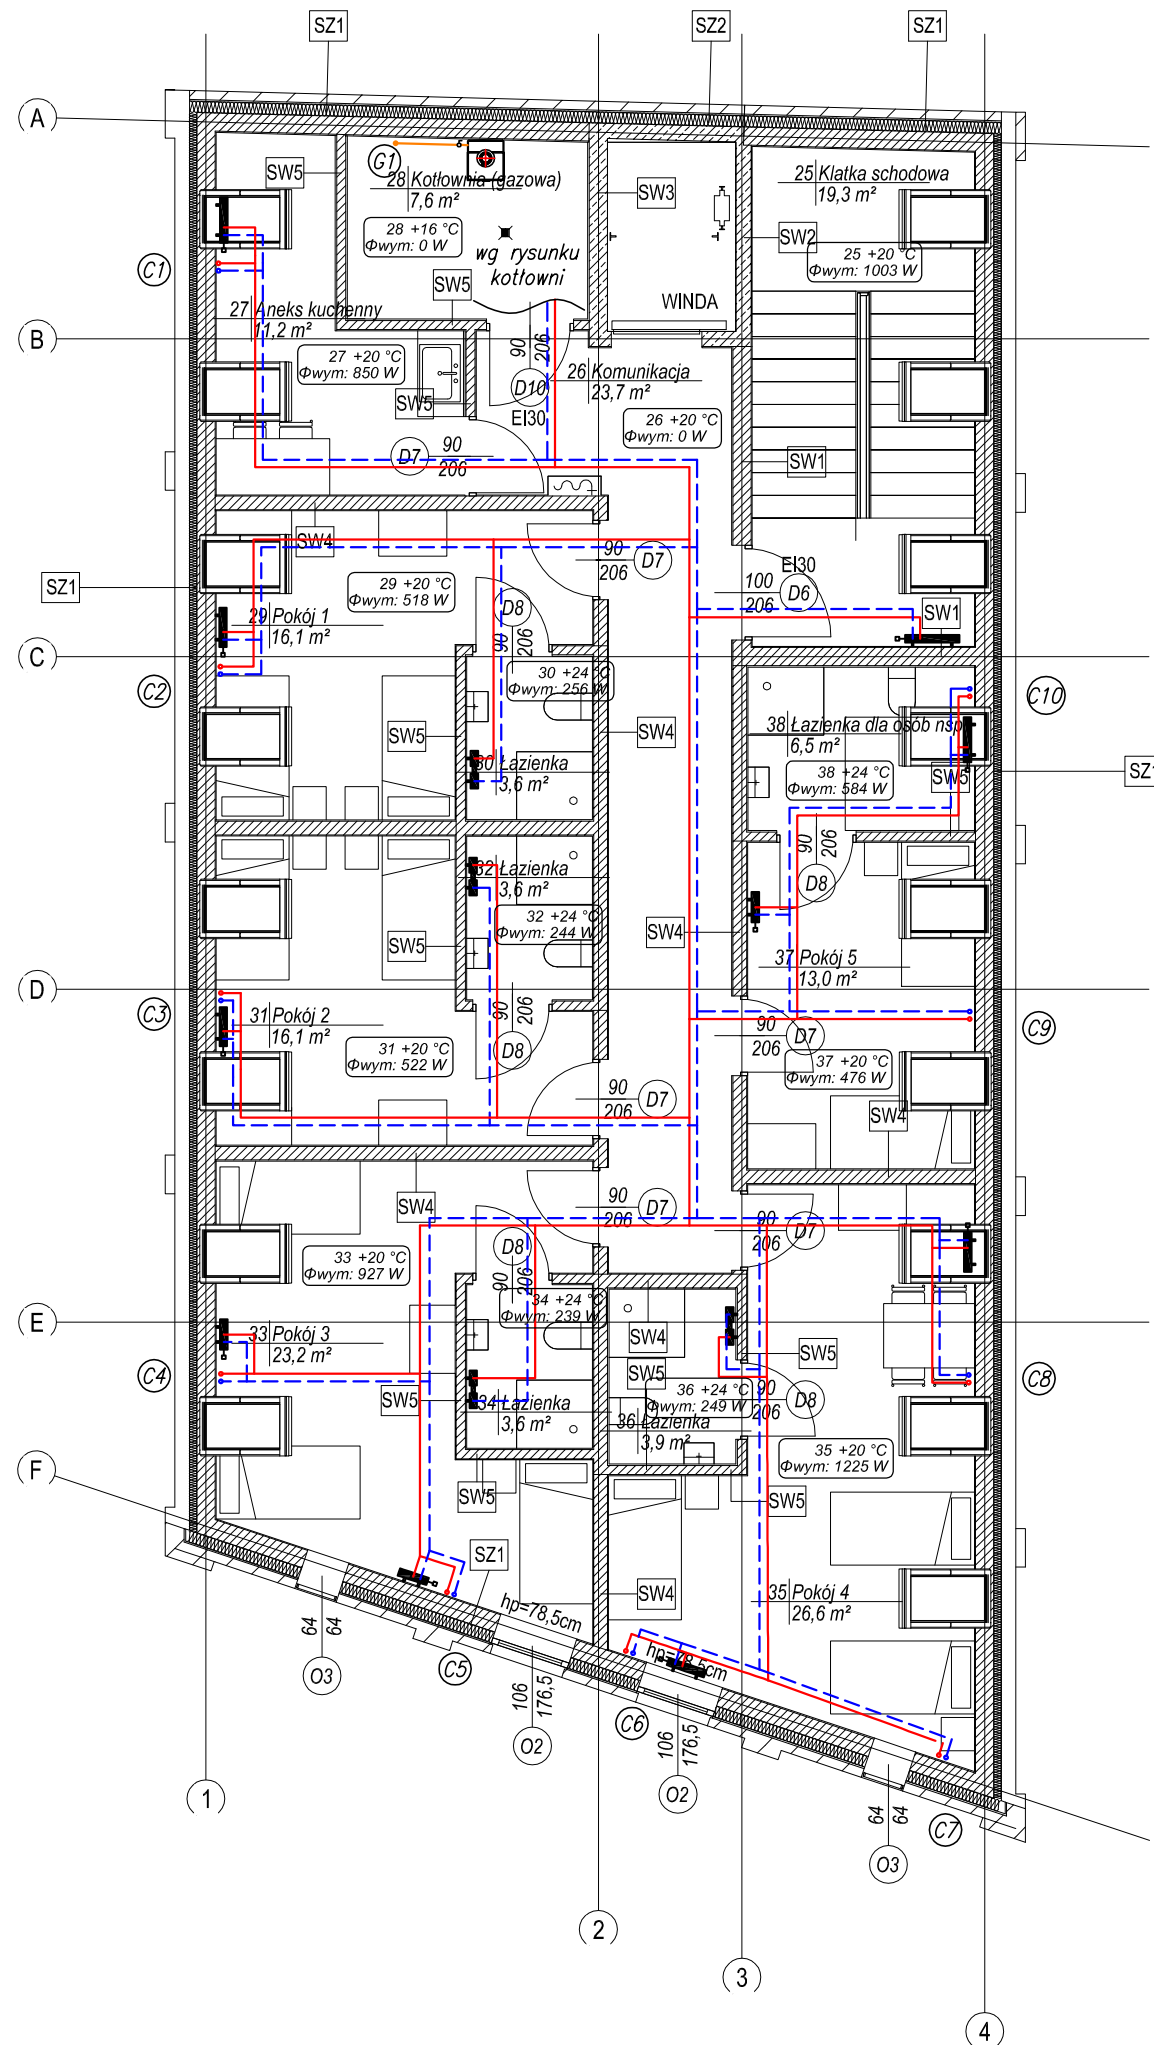 SZ1
SZ2
SZ1
A
G1
SW5
28 Kotłownia (gazowa)
7,6 m²
SW3
25 Klatka schodowa
19,3 m²
28 +16 °C
Φwym: 0 W
wg rysunku
kotłowni
SW2
25 +20 °C
Φwym: 1003 W
C1
SW5
27 Aneks kuchenny
11,2 m²
WINDA
B
27 +20 °C
Φwym: 850 W
90
206
D10
EI30
26 Komunikacja
23,7 m²
SW5
26 +20 °C
Φwym: 0 W
D7
90
206
SW1
SW4
90
206
D7
EI30
100
206
D6
SZ1
29 +20 °C
Φwym: 518 W
D8
90
206
SW1
29 Pokój 1
16,1 m²
C
30 +24 °C
Φwym: 256 W
C2
C10
SW5
SW4
38 Łazienka dla osób nsp
6,5 m²
30 Łazienka
3,6 m²
38 +24 °C
Φwym: 584 W
SW5
SZ1
90
206
D8
32 Łazienka
3,6 m²
32 +24 °C
Φwym: 244 W
SW5
SW4
37 Pokój 5
13,0 m²
D
90
206
D8
C3
31 Pokój 2
16,1 m²
31 +20 °C
Φwym: 522 W
90
206
D7
C9
37 +20 °C
Φwym: 476 W
90
206
D7
SW4
SW4
90
206
D7
90
206
D7
D8
90
206
33 +20 °C
Φwym: 927 W
34 +24 °C
Φwym: 239 W
E
33 Pokój 3
23,2 m²
SW4
SW5
C4
SW5
SW5
36 +24 °C
Φwym: 249 W
90
206
D8
C8
34 Łazienka
3,6 m²
36 Łazienka
3,9 m²
35 +20 °C
Φwym: 1225 W
F
SW5
SW5
SZ1
hp=78,5cm
SW4
35 Pokój 4
26,6 m²
hp=78,5cm
64
64
O3
C5
106
176,5
O2
C6
106
176,5
O2
64
64
O3
C7
1
2
3
4